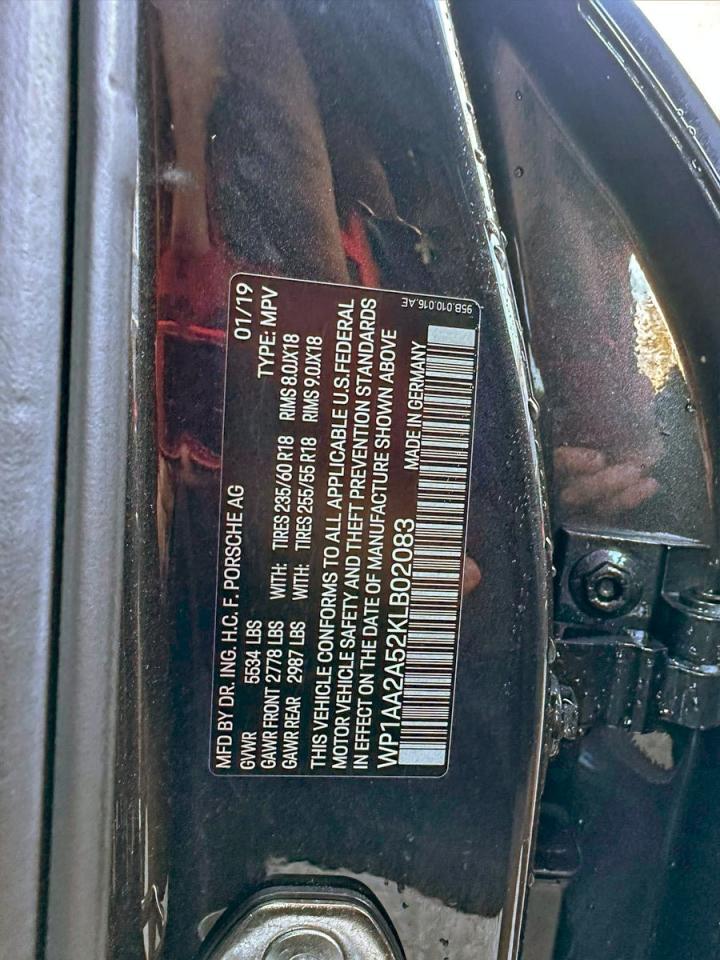 MFD BY DR. ING. H.C. F. PORSCHE AG 01/19
GVWR 5534 LBS TYPE: MPV
GAWR FRONT 2778 LBS WITH: TIRES 235/60 R18 RIMS 8.0JX18
GAWR REAR 2987 LBS WITH: TIRES 255/55 R18 RIMS 9.0JX18
THIS VEHICLE CONFORMS TO ALL APPLICABLE U.S.FEDERAL
MOTOR VEHICLE SAFETY AND THEFT PREVENTION STANDARDS
IN EFFECT ON THE DATE OF MANUFACTURE SHOWN ABOVE
WP1AA2A52KLB02083 MADE IN GERMANY
95B.010.016.AE